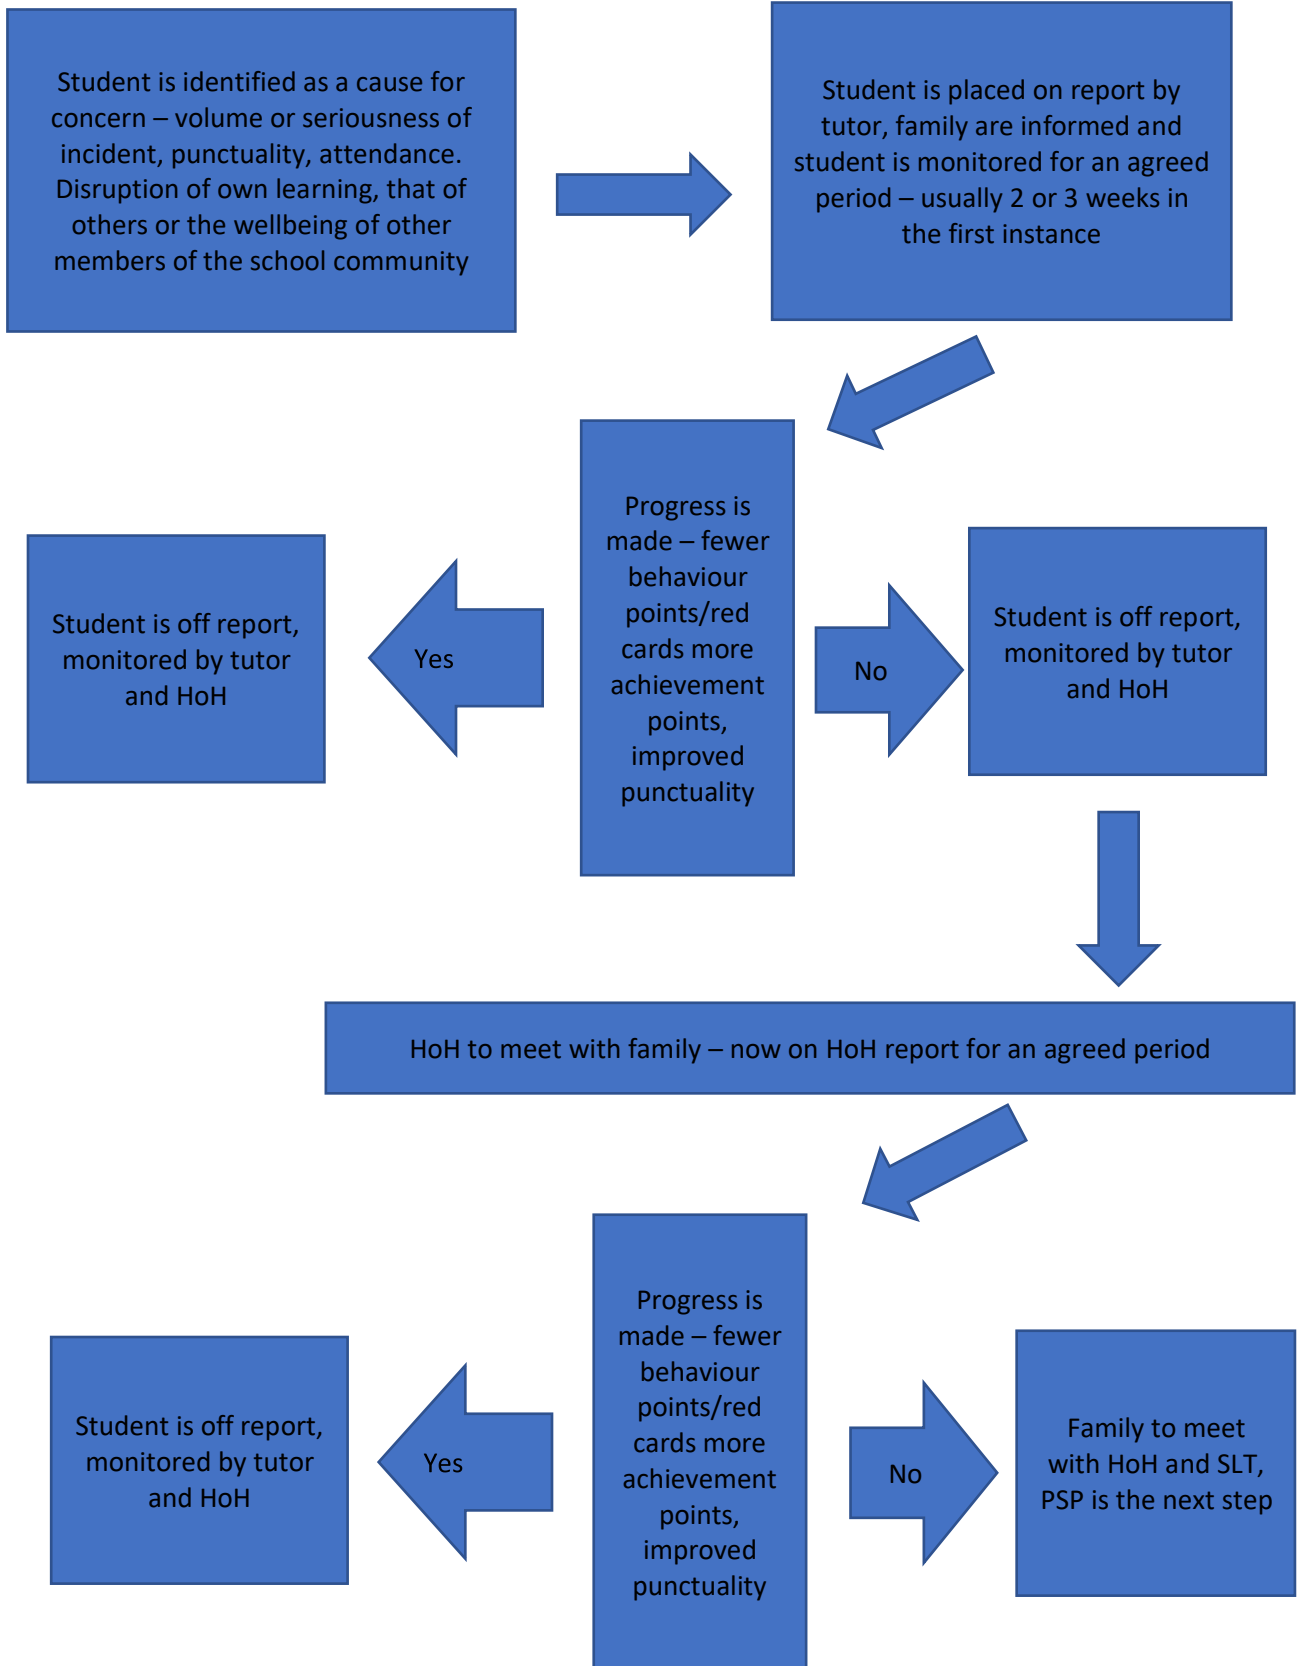 Student is identified as a cause for
concern – volume or seriousness of
incident, punctuality, attendance.
Disruption of own learning, that of
others or the wellbeing of other
members of the school community
Student is placed on report by
tutor, family are informed and
student is monitored for an agreed
period – usually 2 or 3 weeks in
the first instance
Progress is
made – fewer
behaviour
points/red
cards more
achievement
points,
improved
punctuality
Yes
Student is off report,
monitored by tutor
and HoH
No
Student is off report,
monitored by tutor
and HoH
HoH to meet with family – now on HoH report for an agreed period
Progress is
made – fewer
behaviour
points/red
cards more
achievement
points,
improved
punctuality
Yes
Student is off report,
monitored by tutor
and HoH
No
Family to meet
with HoH and SLT,
PSP is the next step